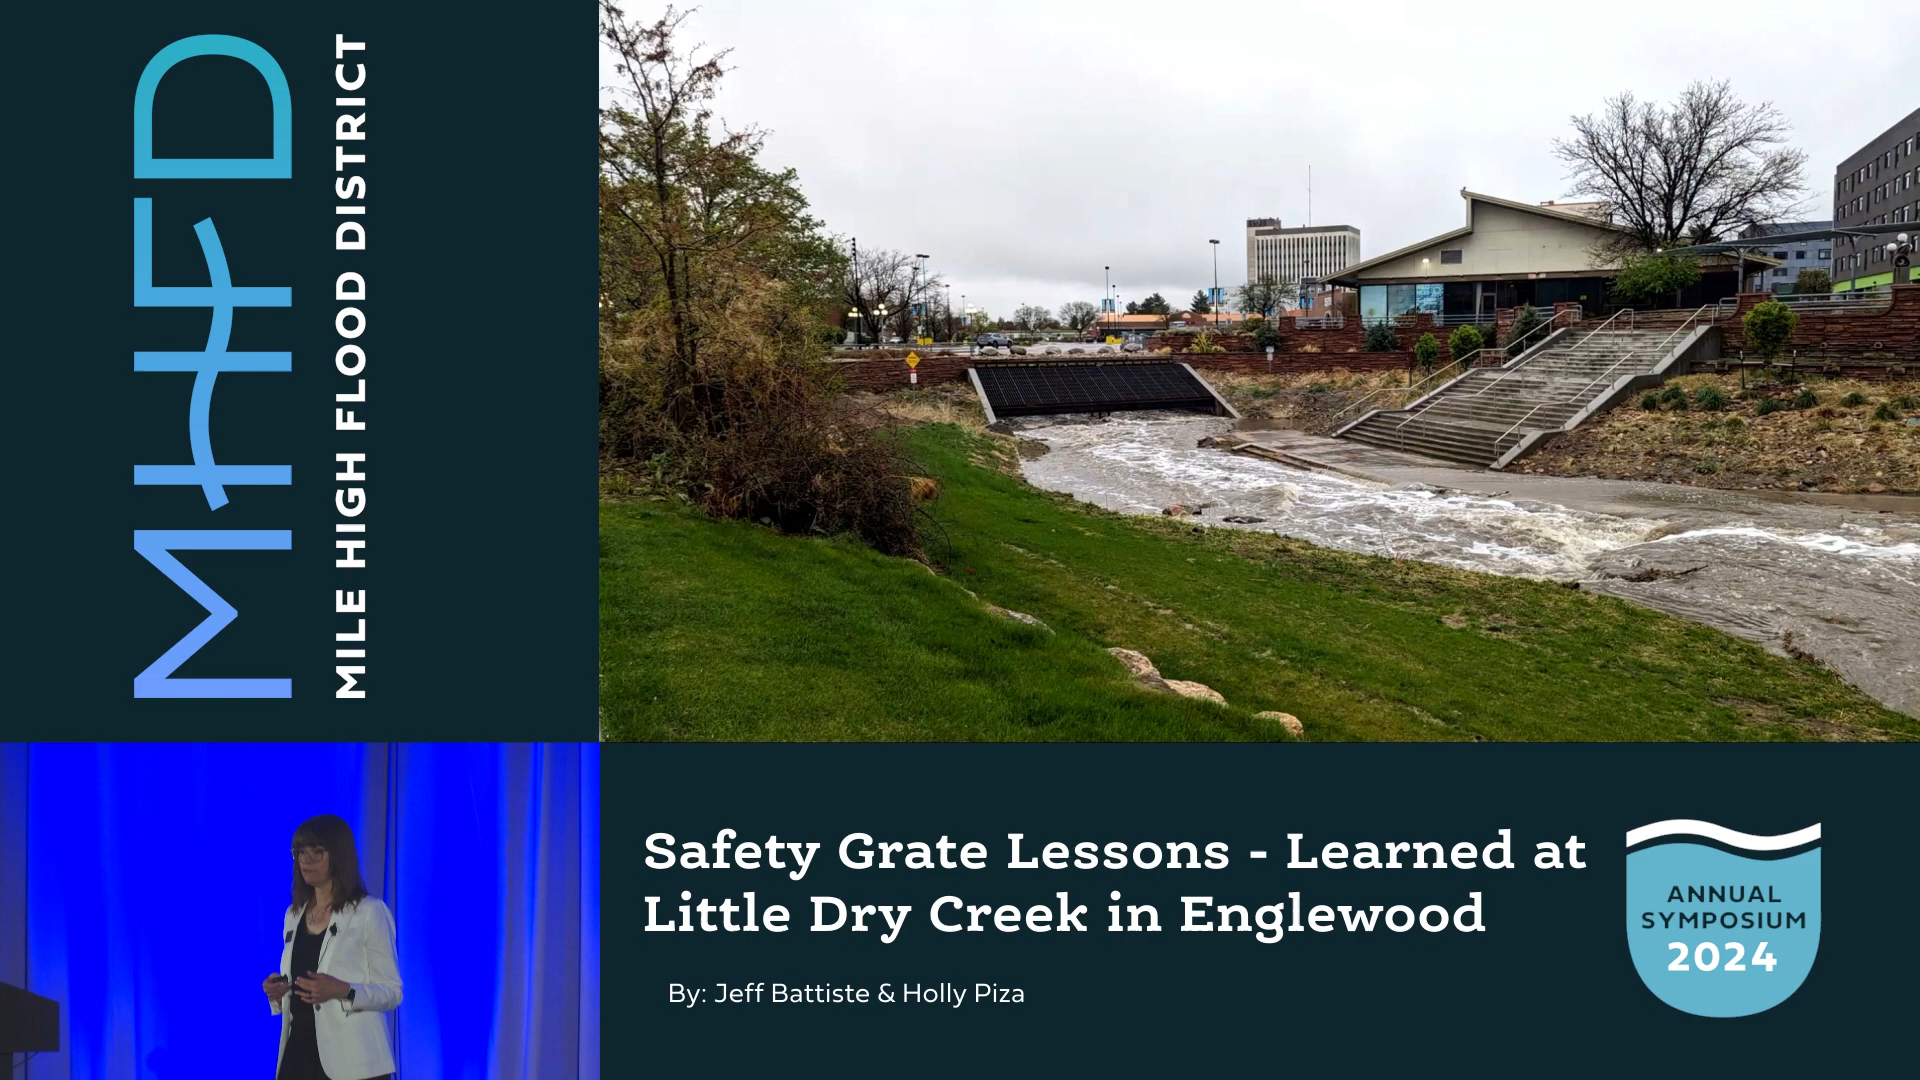 MHFD
MILE HIGH FLOOD DISTRICT
Safety Grate Lessons - Learned at
Little Dry Creek in Englewood
By: Jeff Battiste & Holly Piza
ANNUAL
SYMPOSIUM
2024